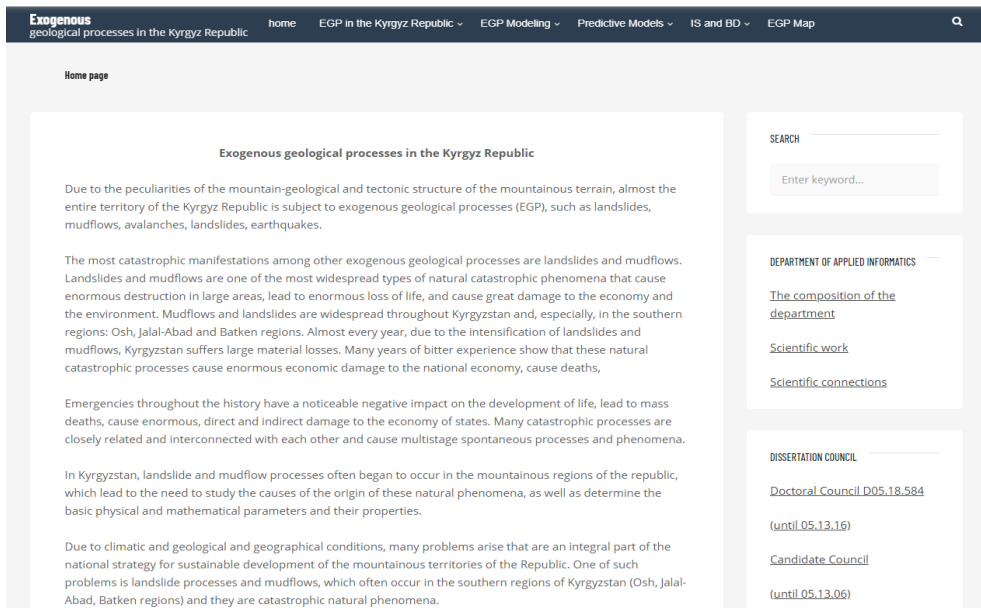 Exogenous
geological processes in the Kyrgyz Republic
home EGP in the Kyrgyz Republic EGP Modeling Predictive Models IS and BD EGP Map
Home page
Exogenous geological processes in the Kyrgyz Republic
Due to the peculiarities of the mountain-geological and tectonic structure of the mountainous terrain, almost the
entire territory of the Kyrgyz Republic is subject to exogenous geological processes (EGP), such as landslides,
mudflows, avalanches, landslides, earthquakes.
The most catastrophic manifestations among other exogenous geological processes are landslides and mudflows.
Landslides and mudflows are one of the most widespread types of natural catastrophic phenomena that cause
enormous destruction in large areas, lead to enormous loss of life, and cause great damage to the economy and
the environment. Mudflows and landslides are widespread throughout Kyrgyzstan and, especially, in the southern
regions: Osh, Jalal-Abad and Batken regions. Almost every year, due to the intensification of landslides and
mudflows, Kyrgyzstan suffers large material losses. Many years of bitter experience show that these natural
catastrophic processes cause enormous economic damage to the national economy, cause deaths,
Emergencies throughout the history have a noticeable negative impact on the development of life, lead to mass
deaths, cause enormous, direct and indirect damage to the economy of states. Many catastrophic processes are
closely related and interconnected with each other and cause multistage spontaneous processes and phenomena.
In Kyrgyzstan, landslide and mudflow processes often began to occur in the mountainous regions of the republic,
which lead to the need to study the causes of the origin of these natural phenomena, as well as determine the
basic physical and mathematical parameters and their properties.
Due to climatic and geological and geographical conditions, many problems arise that are an integral part of the
national strategy for sustainable development of the mountainous territories of the Republic. One of such
problems is landslide processes and mudflows, which often occur in the southern regions of Kyrgyzstan (Osh, Jalal-
Abad, Batken regions) and they are catastrophic natural phenomena.
SEARCH
Enter keyword...
DEPARTMENT OF APPLIED INFORMATICS
The composition of the
department
Scientific work
Scientific connections
DISSERTATION COUNCIL
Doctoral Council D05.18.584
(until 05.13.16)
Candidate Council
(until 05.13.06)